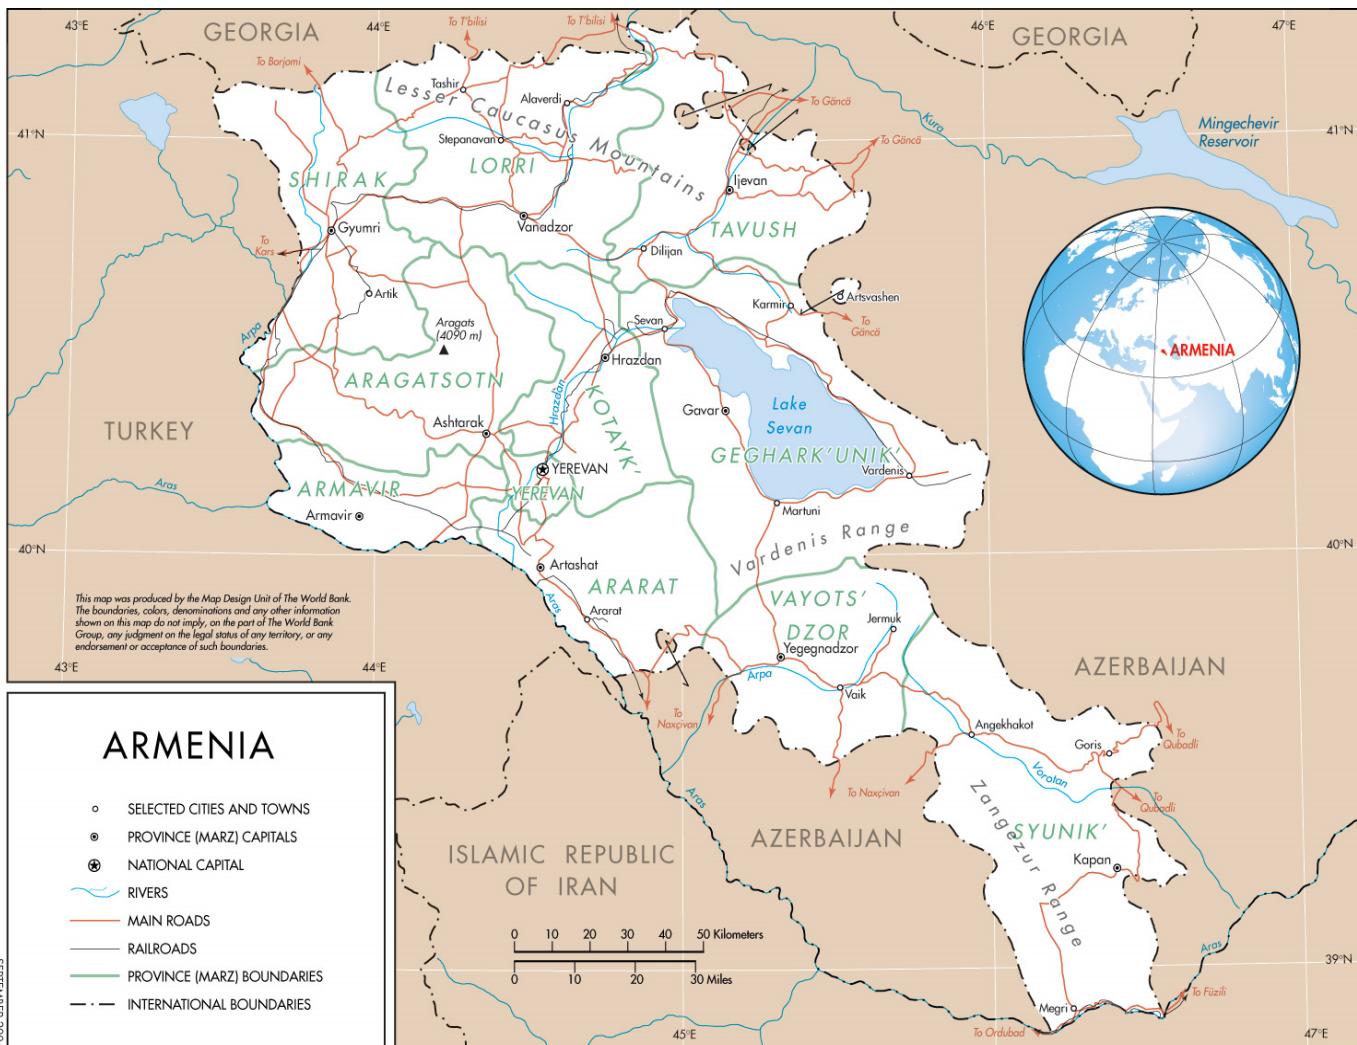 43°E
44°E
46°E
47°E
To T'bilisi
To T'bilisi
GEORGIA
GEORGIA
To Borjomi
Tashir
Lesser Caucasus Mountains
Alaverdi
To Gäncä
Kura
41°N
Mingechevir
Reservoir
41°N
Stepanavan
To Gäncä
LORRI
SHIRAK
Ijevan
Gyumri
Vanadzor
TAVUSH
To
Kars
Dilijan
Artik
Karmir
Artsvashen
Arpa
Aragats
(4090 m)
Sevan
To
Gäncä
Hrazdan
ARMENIA
ARAGATSOTN
Hrazdan
KOTAYK'
Lake
Sevan
Gavar
Ashtarak
TURKEY
GEGHARK'UNIK'
YEREVAN
Vardenis
Aras
ARMAVIR
YEREVAN
Armavir
Martuni
Vardenis Range
40°N
40°N
Artashat
ARARAT
VAYOTS'
DZOR
This map was produced by the Map Design Unit of The World Bank.
The boundaries, colors, denominations and any other information
shown on this map do not imply, on the part of The World Bank
Group, any judgment on the legal status of any territory, or any
endorsement or acceptance of such boundaries.
Aras
Ararat
Jermuk
Yegegnadzor
43°E
44°E
Arpa
Vaik
AZERBAIJAN
To
Naxçivan
Angekhakot
Goris
To
Qubadli
To Naxçivan
Vorotan
To
Qubadli
Aras
Zangezur Range
SYUNIK'
AZERBAIJAN
Kapan
ISLAMIC REPUBLIC
OF IRAN
ARMENIA
SELECTED CITIES AND TOWNS
PROVINCE (MARZ) CAPITALS
NATIONAL CAPITAL
RIVERS
MAIN ROADS
RAILROADS
PROVINCE (MARZ) BOUNDARIES
INTERNATIONAL BOUNDARIES
0 10 20 30 40 50 Kilometers
0 10 20 30 Miles
Aras
39°N
To Füzili
Megri
To Ordubad
45°E
47°E